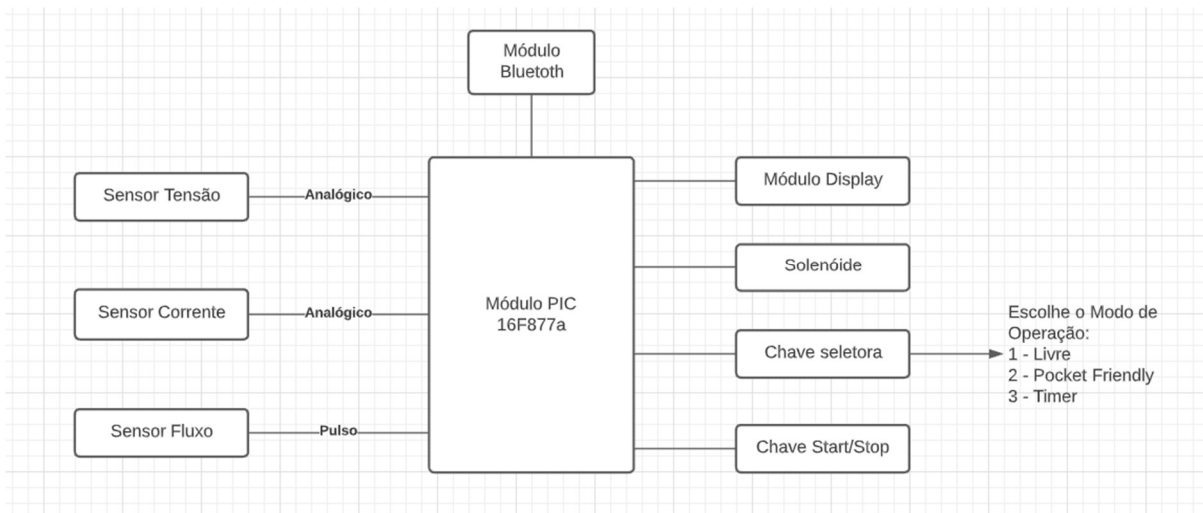 Módulo
Bluetoth
Sensor Tensão
Analógico
Módulo Display
Sensor Corrente
Analógico
Módulo PIC
16F877a
Solenóide
Chave seletora
Escolhe o Modo de
Operação:
1 - Livre
2 - Pocket Friendly
3 - Timer
Sensor Fluxo
Pulso
Chave Start/Stop